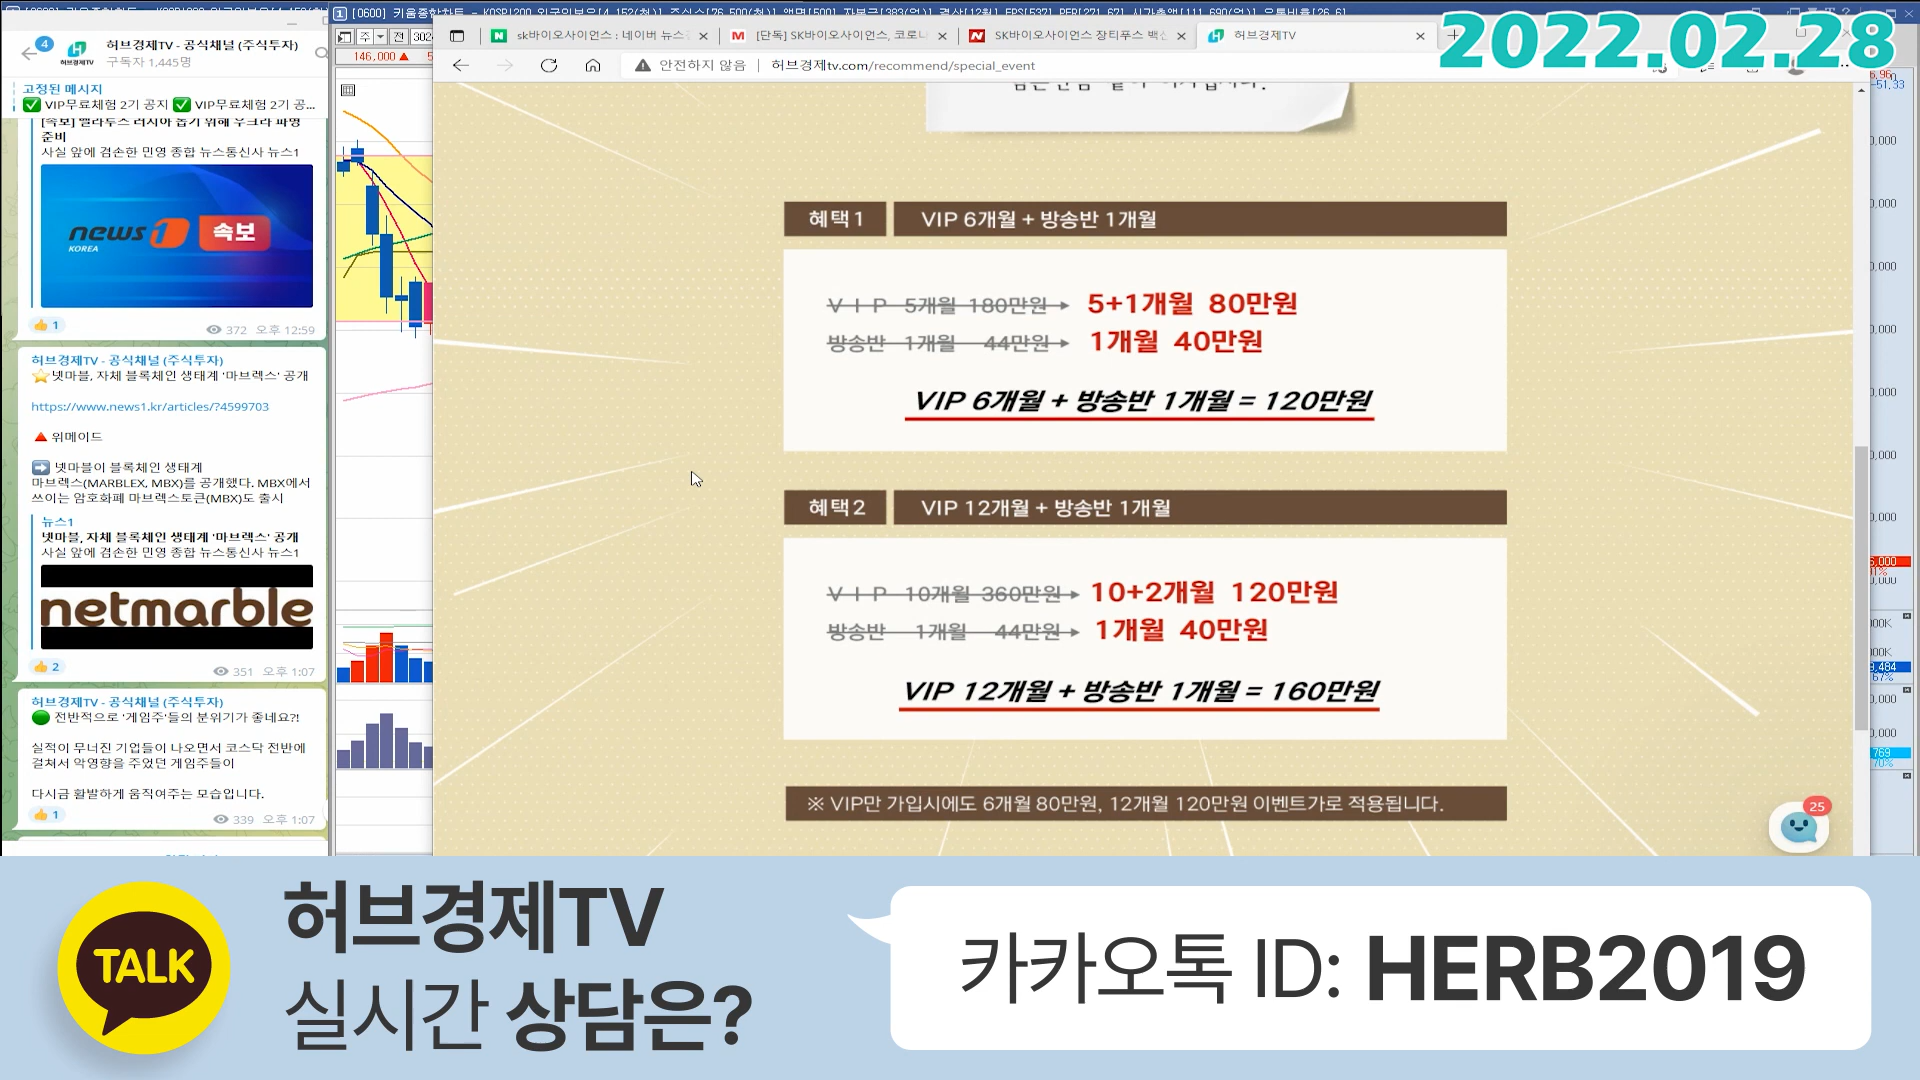 2022.02.28
4
허브경제TV
허브경제TV - 공식채널 (주식투자)
구독자 1,445명
고정된 메시지
✅ VIP무료체험 2기 공지 ✅ VIP무료체험 2기 공...
준비
사실 앞에 겸손한 민영 종합 뉴스통신사 뉴스1
news1
KOREA
속보
1
372 오후 12:59
허브경제TV - 공식채널 (주식투자)
⭐넷마블, 자체 블록체인 생태계 '마브렉스' 공개
https://www.news1.kr/articles/?4599703
🔺 위메이드
➡ 넷마블이 블록체인 생태계
마브렉스(MARBLEX, MBX)를 공개했다. MBX에서
쓰이는 암호화폐 마브렉스토큰(MBX)도 출시
뉴스1
넷마블, 자체 블록체인 생태계 '마브렉스' 공개
사실 앞에 겸손한 민영 종합 뉴스통신사 뉴스1
netmarble
2
351 오후 1:07
허브경제TV - 공식채널 (주식투자)
🟢 전반적으로 '게임주'들의 분위기가 좋네요?!
실적이 무너진 기업들이 나오면서 코스닥 전반에
걸쳐서 악영향을 주었던 게임주들이
다시금 활발하게 움직여주는 모습입니다.
1
339 오후 1:07
주
전
146,000 ▲
sk바이오사이언스 : 네이버 뉴스
[단독] SK바이오사이언스, 코로나
SK바이오사이언스 장티푸스 백신
허브경제TV
안전하지 않음
허브경제tv.com/recommend/special_event
혜택1
VIP 6개월 + 방송반 1개월
VIP 5개월 180만원 → 5+1개월 80만원
방송반 1개월 44만원 → 1개월 40만원
VIP 6개월 + 방송반 1개월 = 120만원
혜택2
VIP 12개월 + 방송반 1개월
VIP 10개월 360만원 → 10+2개월 120만원
방송반 1개월 44만원 → 1개월 40만원
VIP 12개월 + 방송반 1개월 = 160만원
※ VIP만 가입시에도 6개월 80만원, 12개월 120만원 이벤트가로 적용됩니다.
25
TALK
허브경제TV
실시간 상담은?
카카오톡 ID: HERB2019